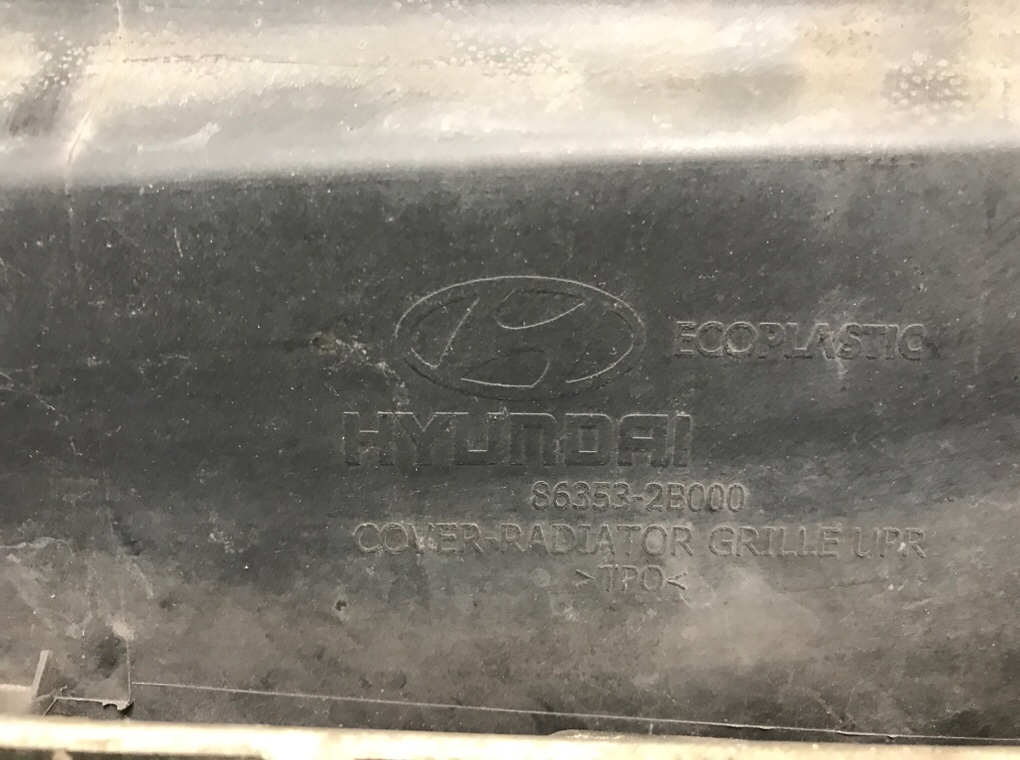 ECOPLASTIC
HYUNDAI
86353-2B000
COVER-RADIATOR GRILLE UPR
>TPO<